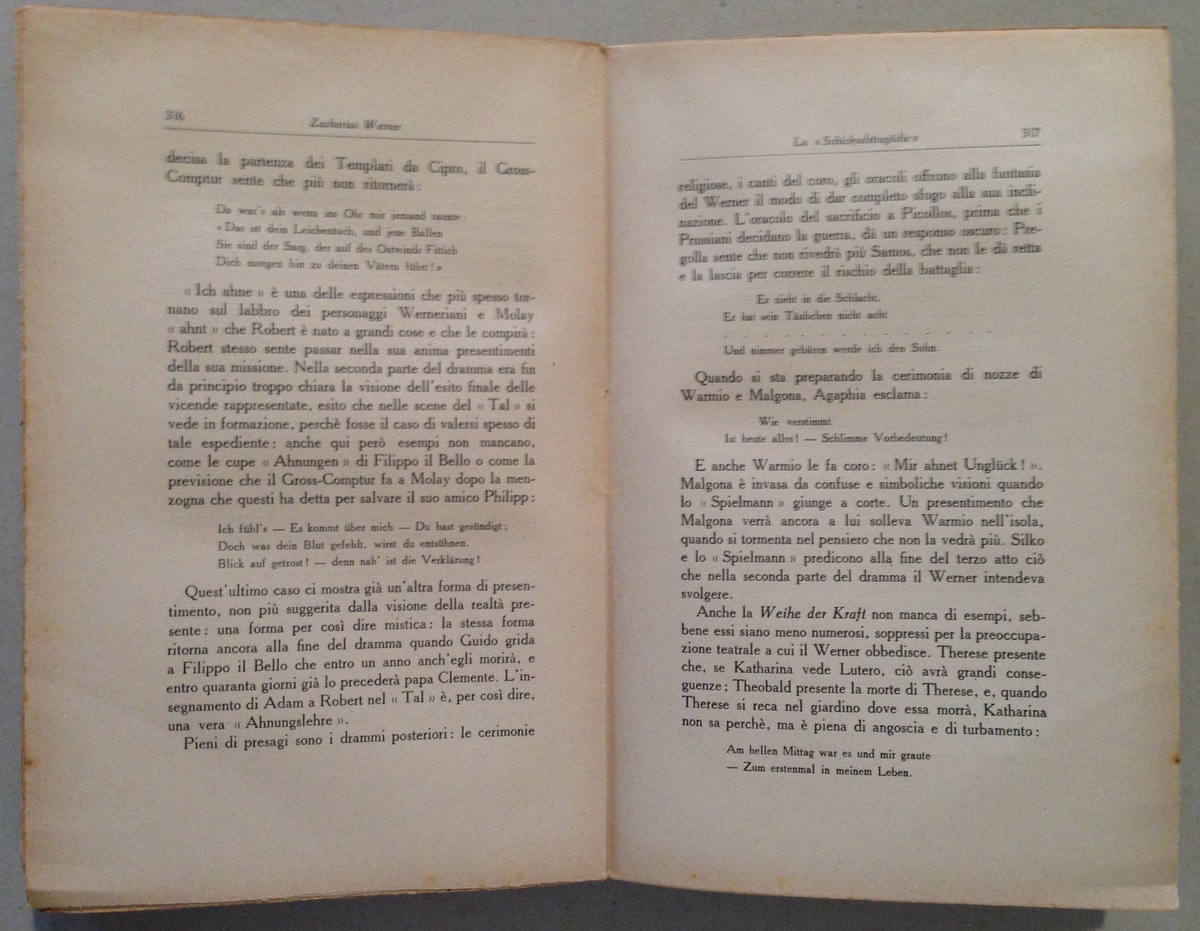 316
Zacharias Werner
decisa la partenza dei Templari da Cipro, il Gross-
Comptur sente che più non ritornerà:
Da war's als wenn ins Ohr mir jemand raunte:
« Das ist dein Leichentuch, und jene Ballen
Sie sind der Sarg, der auf des Ostwinds Fittich
Dich morgen hin zu deinen Vätern führt! »
« Ich ahne » è una delle espressioni che più spesso tor-
nano sul labbro dei personaggi Werneriani e Molay
« ahnt » che Robert è nato a grandi cose e che le compirà:
Robert stesso sente passar nella sua anima presentimenti
della sua missione. Nella seconda parte del dramma era fin
da principio troppo chiara la visione dell'esito finale delle
vicende rappresentate, esito che nelle scene del « Tal » si
vede in formazione, perchè fosse il caso di valersi spesso di
tale espediente: anche qui però esempi non mancano,
come le cupe « Ahnungen » di Filippo il Bello o come la
previsione che il Gross-Comptur fa a Molay dopo la men-
zogna che questi ha detta per salvare il suo amico Philipp:
Ich fühl's — Es kommt über mich — Du hast gesündigt;
Doch was dein Blut gefehlt, wirst du entsühnen.
Blick auf getrost! — denn nah' ist die Verklärung!
Quest'ultimo caso ci mostra già un'altra forma di presen-
timento, non più suggerita dalla visione della realtà pre-
sente: una forma per così dire mistica: la stessa forma
ritorna ancora alla fine del dramma quando Guido grida
a Filippo il Bello che entro un anno anch'egli morirà, e
entro quaranta giorni già lo precederà papa Clemente. L'in-
segnamento di Adam a Robert nel « Tal » è, per così dire,
una vera « Ahnungslehre ».
Pieni di presagi sono i drammi posteriori: le cerimonie
La « Schicksalstragödie »
317
religiose, i canti del coro, gli oracoli offrono alla fantasia
del Werner il modo di dar completo sfogo alla sua incli-
nazione. L'oracolo del sacrificio a Picollos, prima che i
Prussiani decidano la guerra, dà un responso oscuro: Pre-
golla sente che non rivedrà più Samos, che non le dà retta
e la lascia per correre il rischio della battaglia:
Er zieht in die Schlacht,
Er hat sein Täubchen nicht acht
. . . . . . . . . . . . . .
Und nimmer gebären werde ich den Sohn.
Quando si sta preparando la cerimonia di nozze di
Warmio e Malgona, Agaphia esclama:
Wie verstimmt
Ist heute alles! — Schlimme Vorbedeutung!
E anche Warmio le fa coro: « Mir ahnet Unglück! ».
Malgona è invasa da confuse e simboliche visioni quando
lo « Spielmann » giunge a corte. Un presentimento che
Malgona verrà ancora a lui solleva Warmio nell'isola,
quando si tormenta nel pensiero che non la vedrà più. Silko
e lo « Spielmann » predicono alla fine del terzo atto ciò
che nella seconda parte del dramma il Werner intendeva
svolgere.
Anche la Weihe der Kraft non manca di esempi, seb-
bene essi siano meno numerosi, soppressi per la preoccupa-
zione teatrale a cui il Werner obbedisce. Therese presente
che, se Katharina vede Lutero, ciò avrà grandi conse-
guenze; Theobald presente la morte di Therese, e, quando
Therese si reca nel giardino dove essa morrà, Katharina
non sa perchè, ma è piena di angoscia e di turbamento:
Am hellen Mittag war es und mir graute
— Zum erstenmal in meinem Leben.